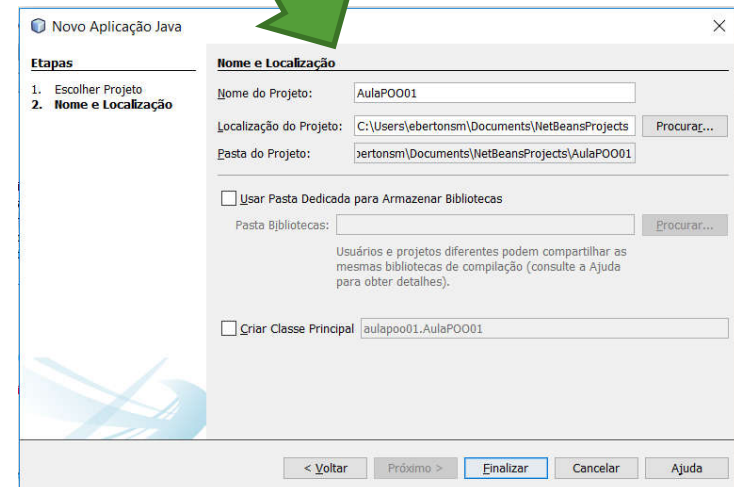 Novo Aplicação Java
Etapas
1. Escolher Projeto
2. Nome e Localização
Nome e Localização
Nome do Projeto: AulaPOO01
Localização do Projeto: C:\Users\ebertonsm\Documents\NetBeansProjects Procurar...
Pasta do Projeto: ertonsm\Documents\NetBeansProjects\AulaPOO01
Usar Pasta Dedicada para Armazenar Bibliotecas
Pasta Bibliotecas: Procurar...
Usuários e projetos diferentes podem compartilhar as
mesmas bibliotecas de compilação (consulte a Ajuda
para obter detalhes).
Criar Classe Principal aulapoo01.AulaPOO01
< Voltar Próximo > Finalizar Cancelar Ajuda